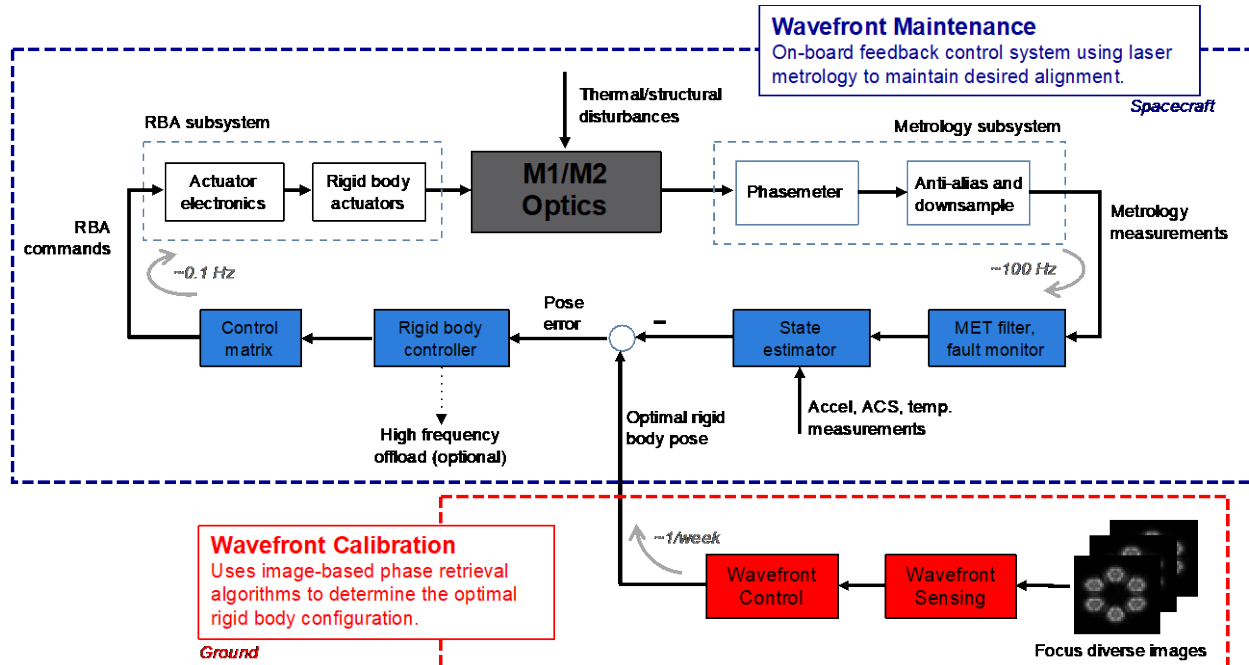 Wavefront Maintenance
On-board feedback control system using laser
metrology to maintain desired alignment.
Spacecraft
Thermal/structural
disturbances
RBA subsystem
Metrology subsystem
Actuator
electronics
Rigid body
actuators
M1/M2
Optics
Phasemeter
Anti-alias and
downsample
RBA
commands
Metrology
measurements
~0.1 Hz
~100 Hz
Control
matrix
Rigid body
controller
Pose
error
–
State
estimator
MET filter,
fault monitor
High frequency
offload (optional)
Optimal rigid
body pose
Accel, ACS, temp.
measurements
Wavefront Calibration
Uses image-based phase retrieval
algorithms to determine the optimal
rigid body configuration.
Ground
~1/week
Wavefront
Control
Wavefront
Sensing
Focus diverse images